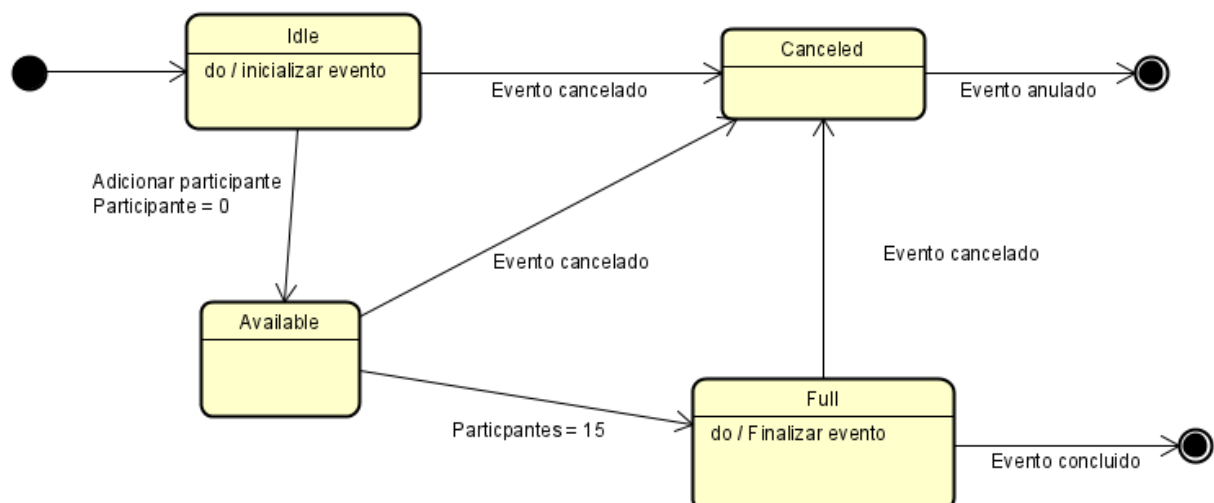 Idle
do / inicializar evento
Canceled
Evento cancelado
Evento anulado
Adicionar participante
Participante = 0
Evento cancelado
Evento cancelado
Available
Particpantes = 15
Full
do / Finalizar evento
Evento concluido